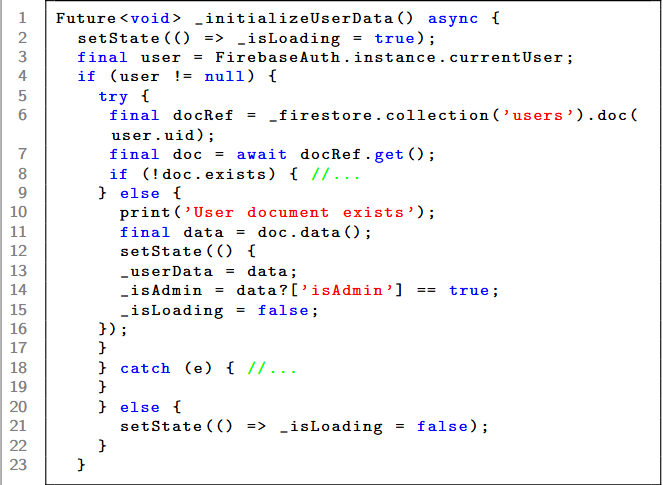 1 Future<void> _initializeUserData() async {
2 setState(() => _isLoading = true);
3 final user = FirebaseAuth.instance.currentUser;
4 if (user != null) {
5 try {
6 final docRef = _firestore.collection('users').doc(
user.uid);
7 final doc = await docRef.get();
8 if (!doc.exists) { //...
9 } else {
10 print('User document exists');
11 final data = doc.data();
12 setState(() {
13 _userData = data;
14 _isAdmin = data?['isAdmin'] == true;
15 _isLoading = false;
16 });
17 }
18 } catch (e) { //...
19 }
20 } else {
21 setState(() => _isLoading = false);
22 }
23 }